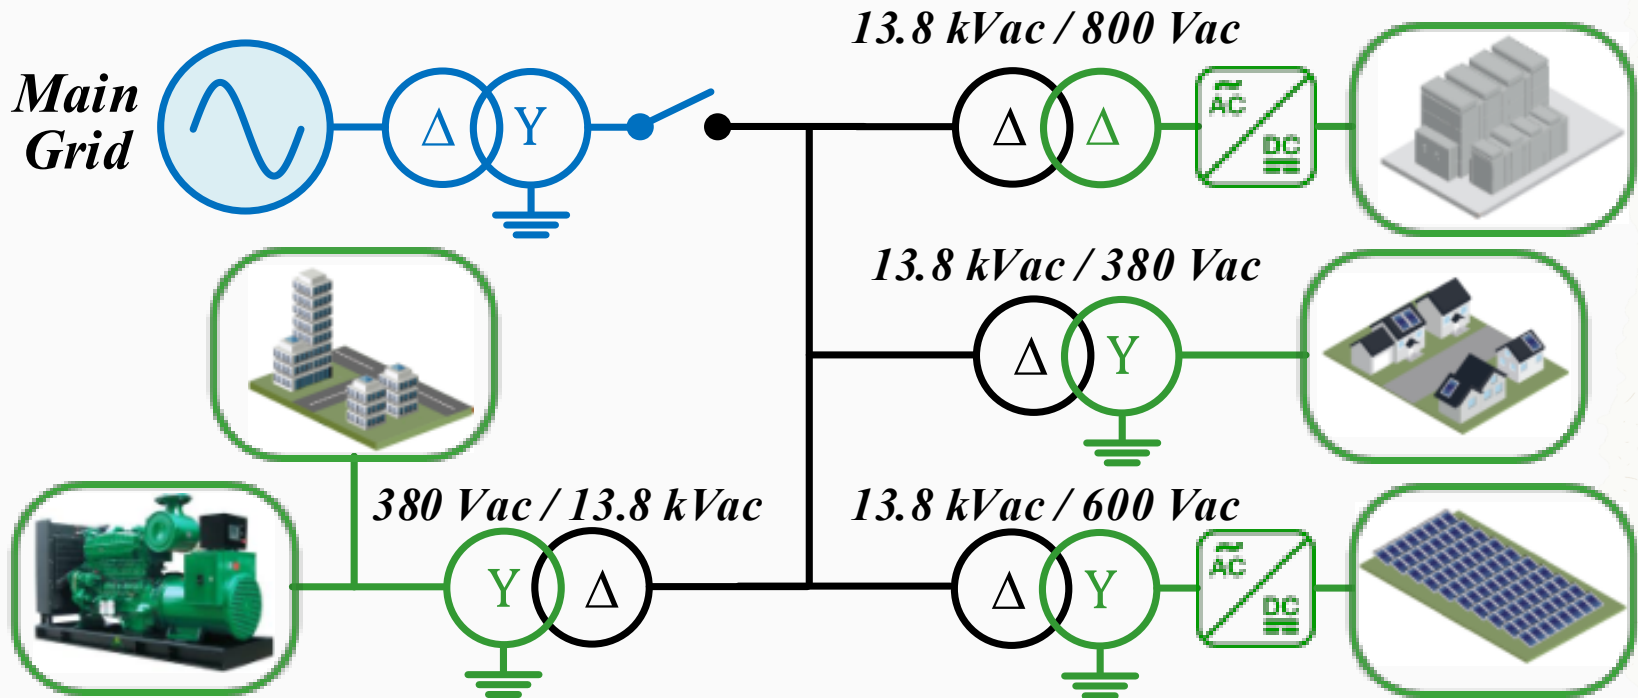 13.8 kVac / 800 Vac
Main
Grid
Δ Y
Δ Δ
AC
DC
13.8 kVac / 380 Vac
Δ Y
380 Vac / 13.8 kVac
13.8 kVac / 600 Vac
Y Δ
Δ Y
AC
DC